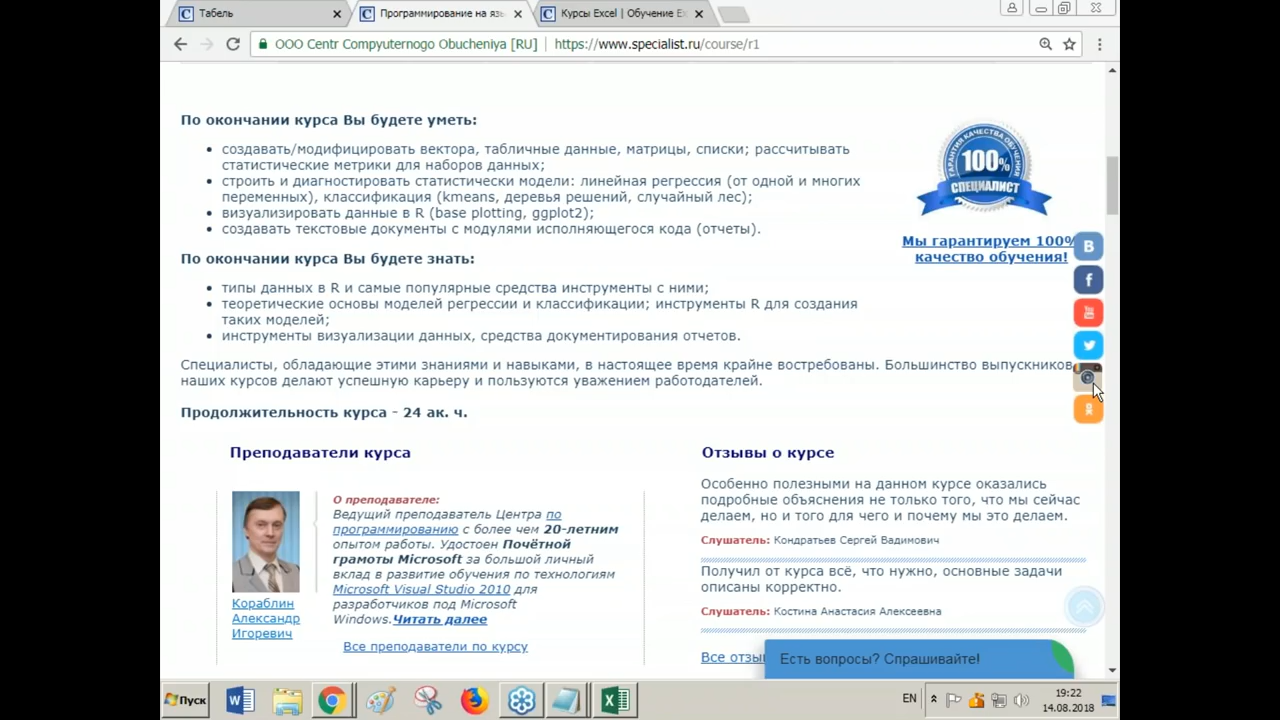 Табель
Программирование на язы
Курсы Excel | Обучение Ex
ООО Centr Compyuternogo Obucheniya [RU]
https://www.specialist.ru/course/r1
По окончании курса Вы будете уметь:
создавать/модифицировать вектора, табличные данные, матрицы, списки; рассчитывать
статистические метрики для наборов данных;
строить и диагностировать статистически модели: линейная регрессия (от одной и многих
переменных), классификация (kmeans, деревья решений, случайный лес);
визуализировать данные в R (base plotting, ggplot2);
создавать текстовые документы с модулями исполняющегося кода (отчеты).
ГАРАНТИЯ КАЧЕСТВА ОБУЧЕНИЯ
100%
СПЕЦИАЛИСТ
Мы гарантируем 100%
качество обучения!
По окончании курса Вы будете знать:
типы данных в R и самые популярные средства инструменты с ними;
теоретические основы моделей регрессии и классификации; инструменты R для создания
таких моделей;
инструменты визуализации данных, средства документирования отчетов.
Специалисты, обладающие этими знаниями и навыками, в настоящее время крайне востребованы. Большинство выпускников
наших курсов делают успешную карьеру и пользуются уважением работодателей.
Продолжительность курса - 24 ак. ч.
Преподаватели курса
О преподавателе:
Ведущий преподаватель Центра по
программированию с более чем 20-летним
опытом работы. Удостоен Почётной
грамоты Microsoft за большой личный
вклад в развитие обучения по технологиям
Microsoft Visual Studio 2010 для
разработчиков под Microsoft
Windows.Читать далее
Кораблин
Александр
Игоревич
Все преподаватели по курсу
Отзывы о курсе
Особенно полезными на данном курсе оказались
подробные объяснения не только того, что мы сейчас
делаем, но и того для чего и почему мы это делаем.
Слушатель: Кондратьев Сергей Вадимович
Получил от курса всё, что нужно, основные задачи
описаны корректно.
Слушатель: Костина Анастасия Алексеевна
Все отзы
Есть вопросы? Спрашивайте!
Пуск
EN
19:22
14.08.2018